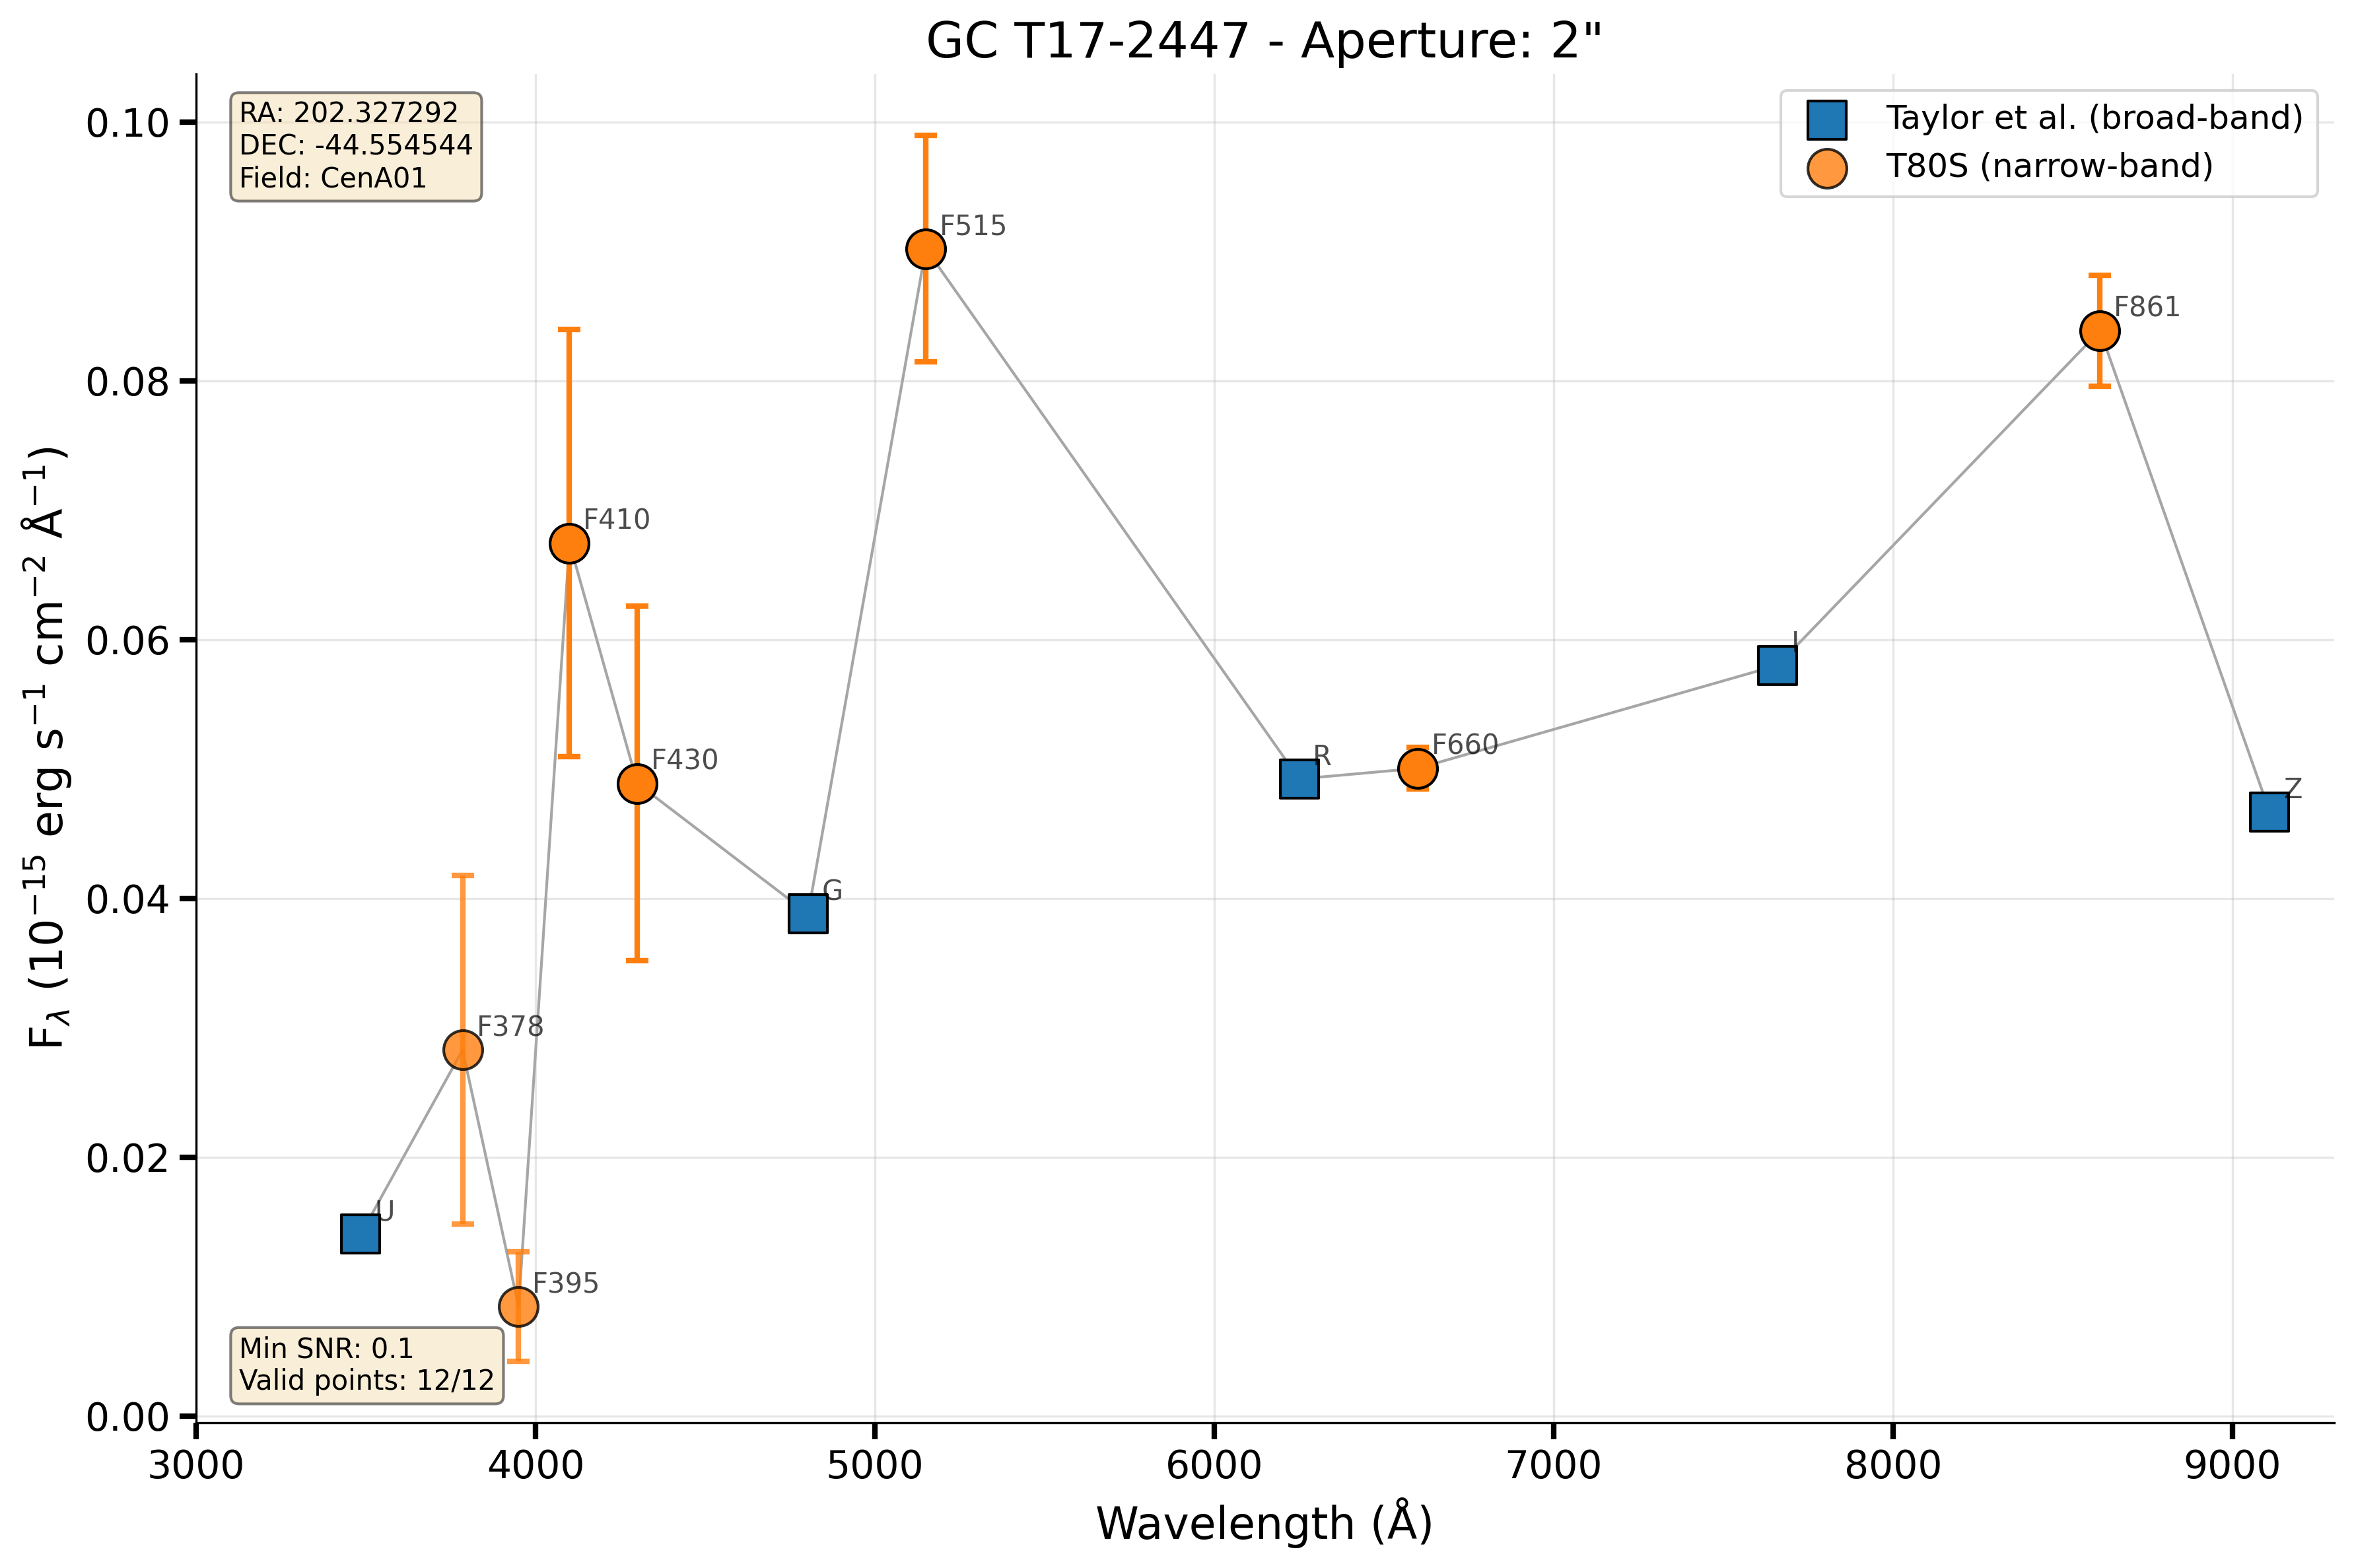 GC T17-2447 - Aperture: 2"
RA: 202.327292
DEC: -44.554544
Field: CenA01
Taylor et al. (broad-band)
T80S (narrow-band)
F515
F861
F410
I
R
F660
F430
Z
G
F378
U
F395
Min SNR: 0.1
Valid points: 12/12
0.10
0.08
0.06
0.04
0.02
0.00
F_λ (10⁻¹⁵ erg s⁻¹ cm⁻² Å⁻¹)
3000 4000 5000 6000 7000 8000 9000
Wavelength (Å)